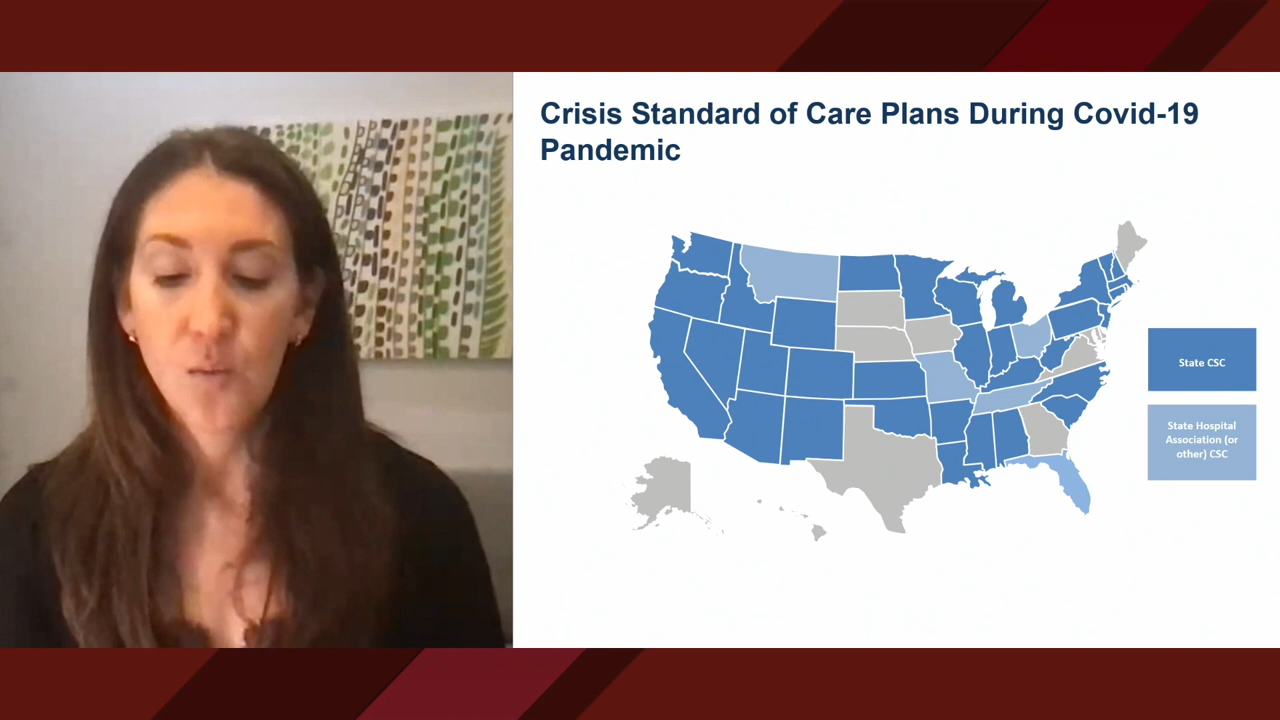 Crisis Standard of Care Plans During Covid-19
Pandemic
State CSC
State Hospital
Association (or
other) CSC